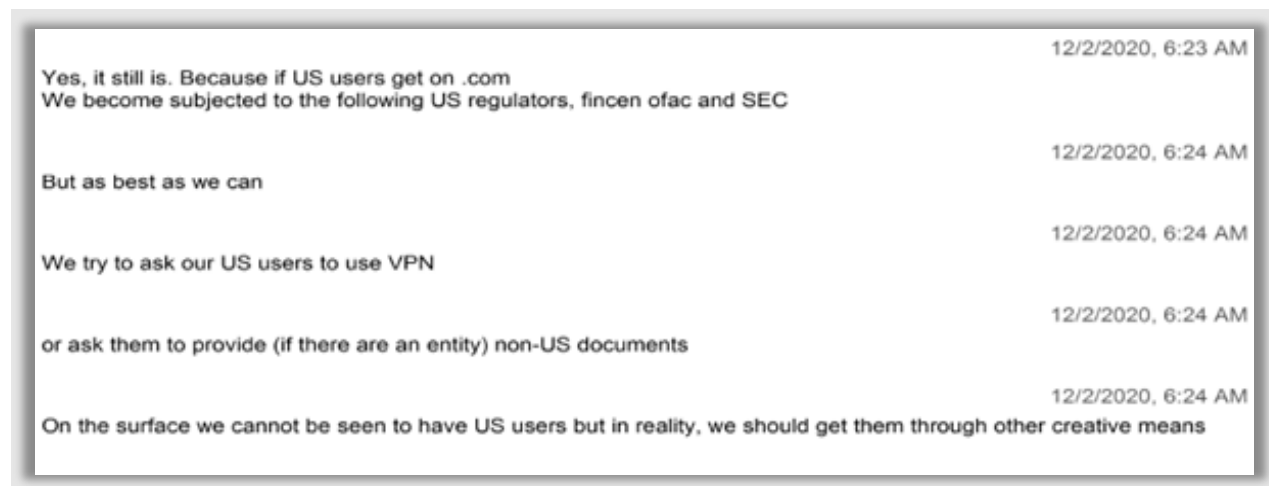 12/2/2020, 6:23 AM
Yes, it still is. Because if US users get on .com
We become subjected to the following US regulators, fincen ofac and SEC
12/2/2020, 6:24 AM
But as best as we can
12/2/2020, 6:24 AM
We try to ask our US users to use VPN
12/2/2020, 6:24 AM
or ask them to provide (if there are an entity) non-US documents
12/2/2020, 6:24 AM
On the surface we cannot be seen to have US users but in reality, we should get them through other creative means